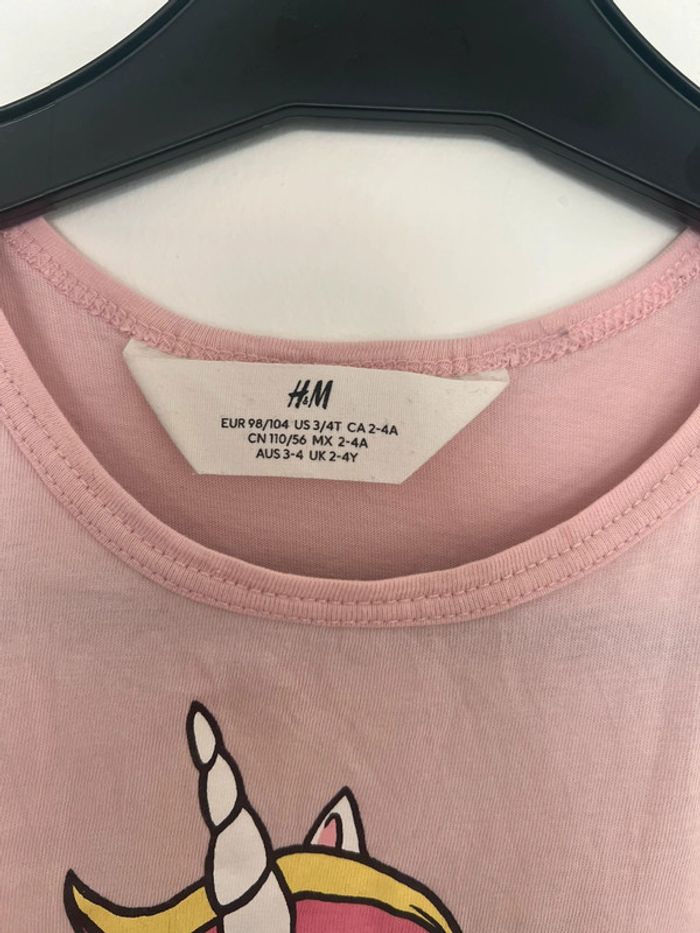 H&M
EUR 98/104 US 3/4T CA 2-4A
CN 110/56 MX 2-4A
AUS 3-4 UK 2-4Y